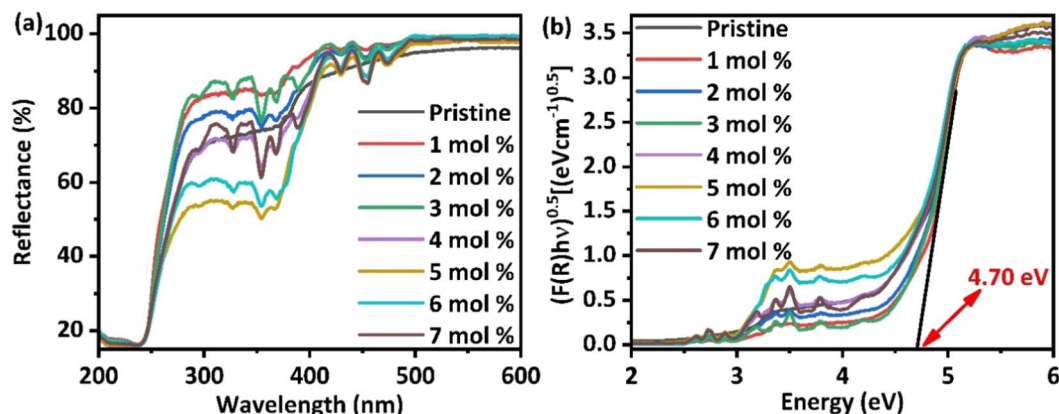 (a)
100
80
60
40
20
Reflectance (%)
200 300 400 500 600
Wavelength (nm)
Pristine
1 mol %
2 mol %
3 mol %
4 mol %
5 mol %
6 mol %
7 mol %
(b)
3.5
3.0
2.5
2.0
1.5
1.0
0.5
0.0
(F(R)hν)^0.5[(eVcm^-1)^0.5)
2 3 4 5 6
Energy (eV)
Pristine
1 mol %
2 mol %
3 mol %
4 mol %
5 mol %
6 mol %
7 mol %
4.70 eV